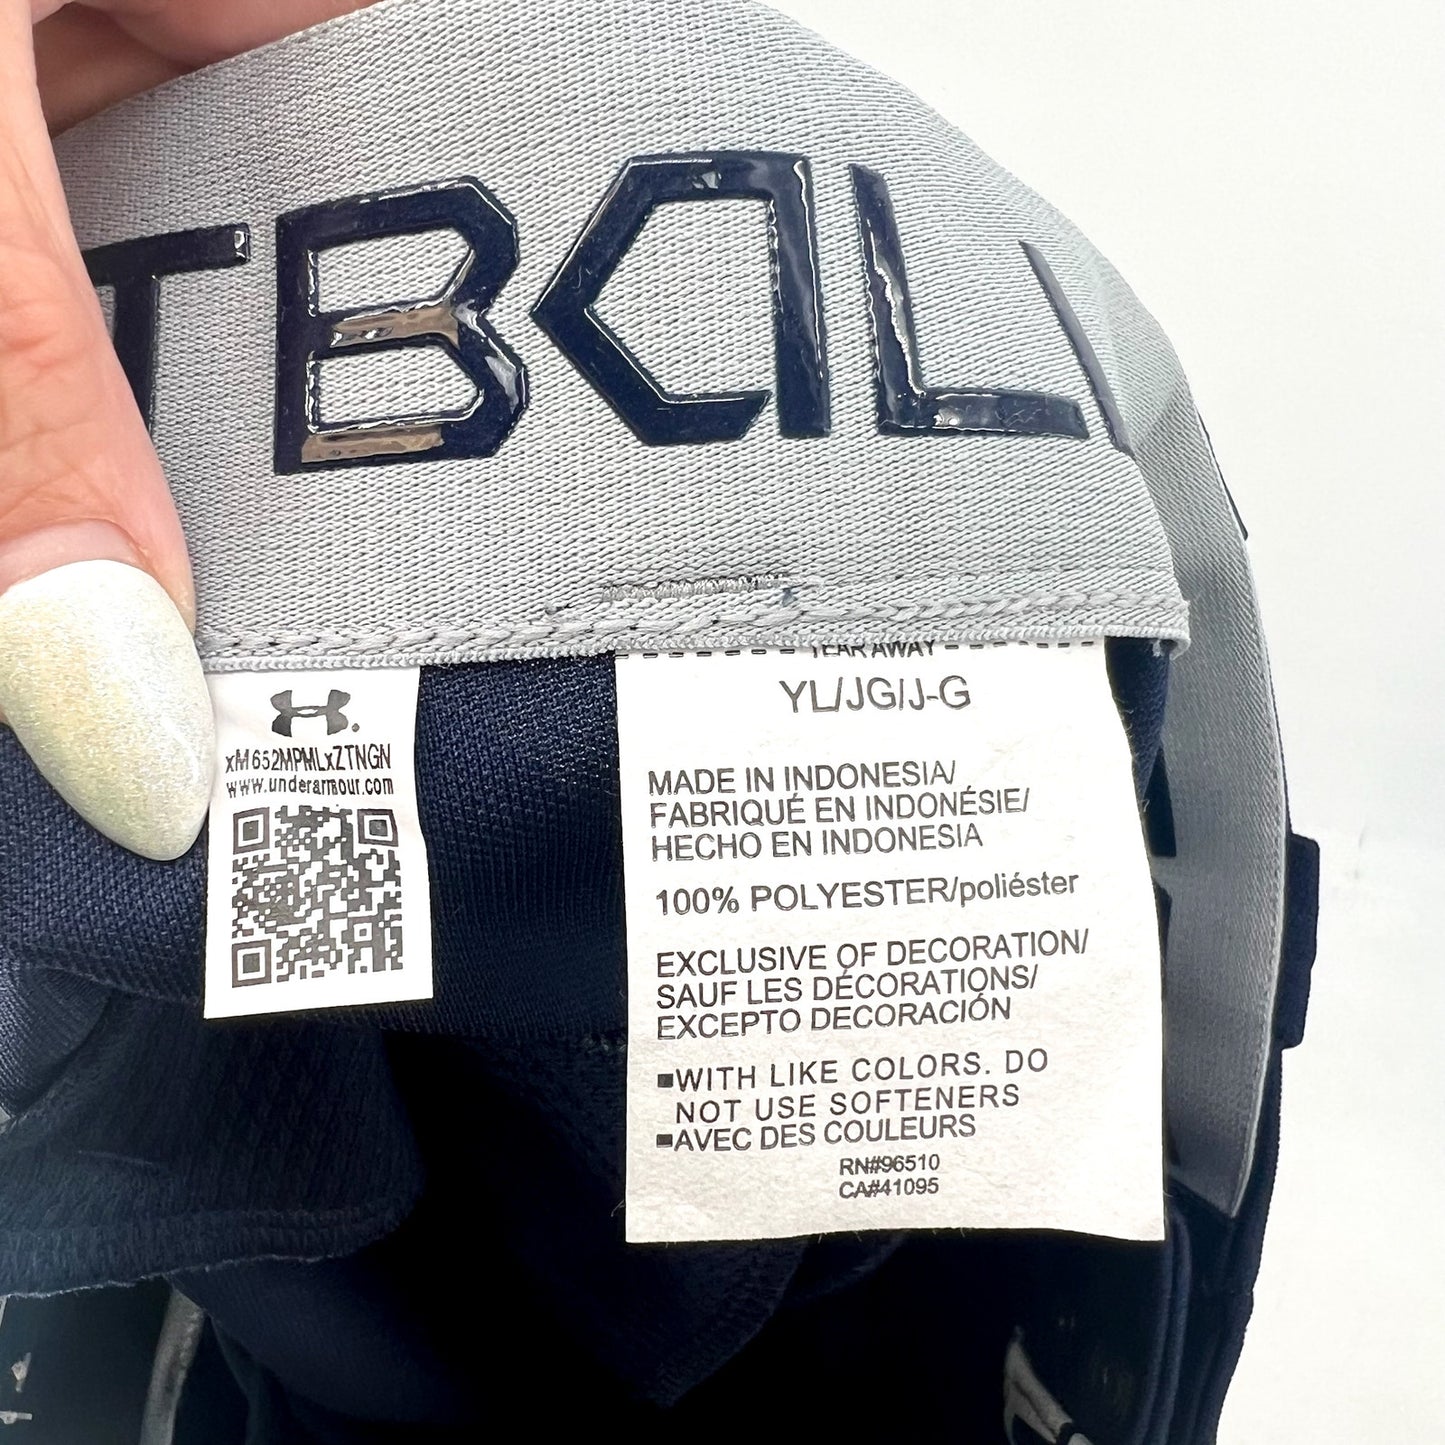 TBALL
xM652MPMLxZTNGN
www.underarmour.com
TEAR AWAY
YL/JG/J-G
MADE IN INDONESIA/
FABRIQUÉ EN INDONÉSIE/
HECHO EN INDONESIA
100% POLYESTER/poliéster
EXCLUSIVE OF DECORATION/
SAUF LES DÉCORATIONS/
EXCEPTO DECORACIÓN
■WITH LIKE COLORS. DO
NOT USE SOFTENERS
■AVEC DES COULEURS
RN#96510
CA#41095